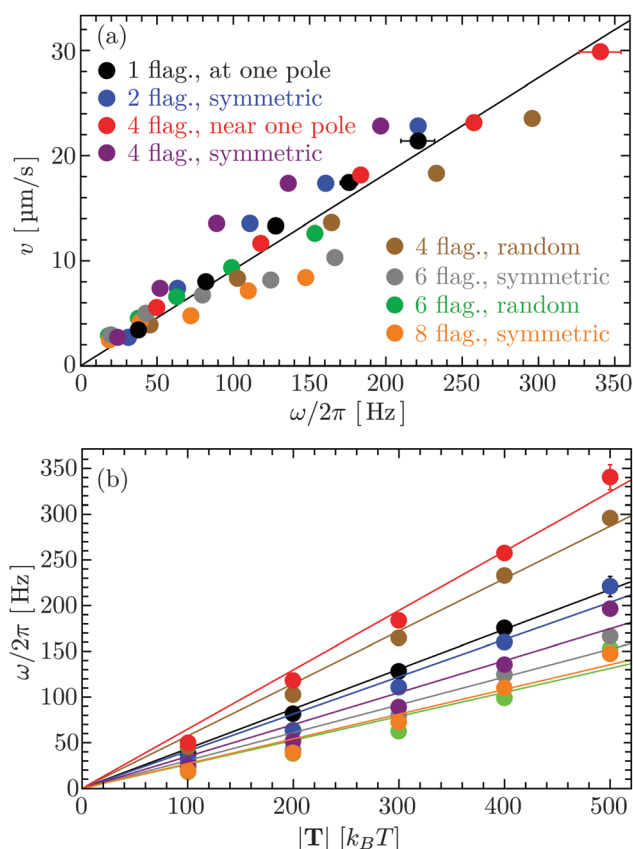 (a)
30
20
10
0
v [ μm/s ]
1 flag., at one pole
2 flag., symmetric
4 flag., near one pole
4 flag., symmetric
4 flag., random
6 flag., symmetric
6 flag., random
8 flag., symmetric
0 50 100 150 200 250 300 350
ω/2π [ Hz ]
(b)
350
300
250
200
150
100
50
0
ω/2π [ Hz ]
0 100 200 300 400 500
|T| [k_BT]